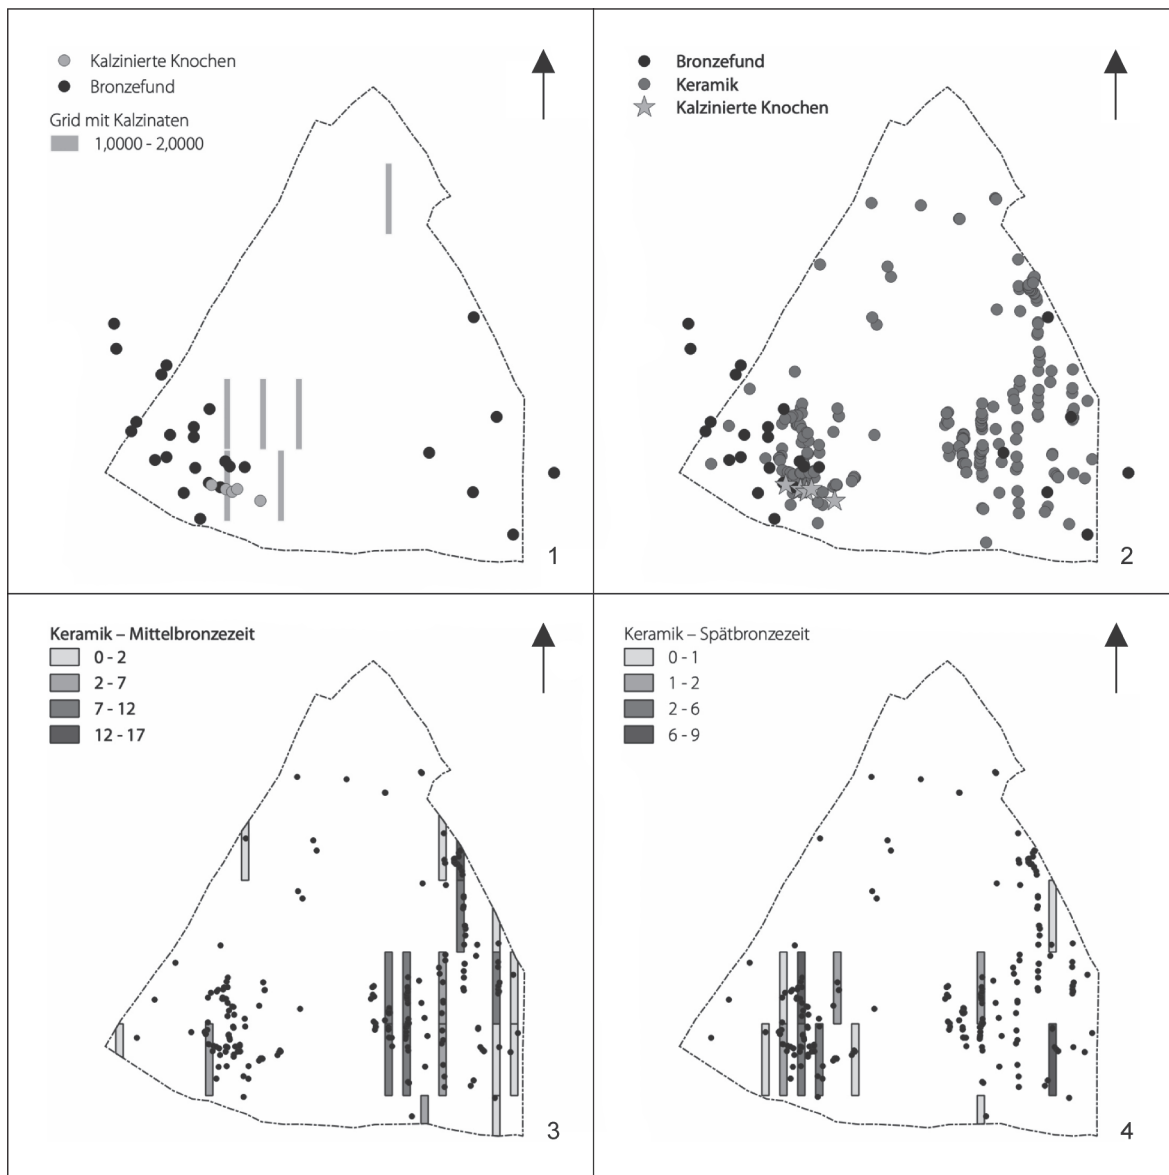 Kalzinierte Knochen
Bronzefund
Grid mit Kalzinaten
1,0000 - 2,0000
1
Bronzefund
Keramik
Kalzinierte Knochen
2
Keramik – Mittelbronzezeit
0 - 2
2 - 7
7 - 12
12 - 17
3
Keramik – Spätbronzezeit
0 - 1
1 - 2
2 - 6
6 - 9
4